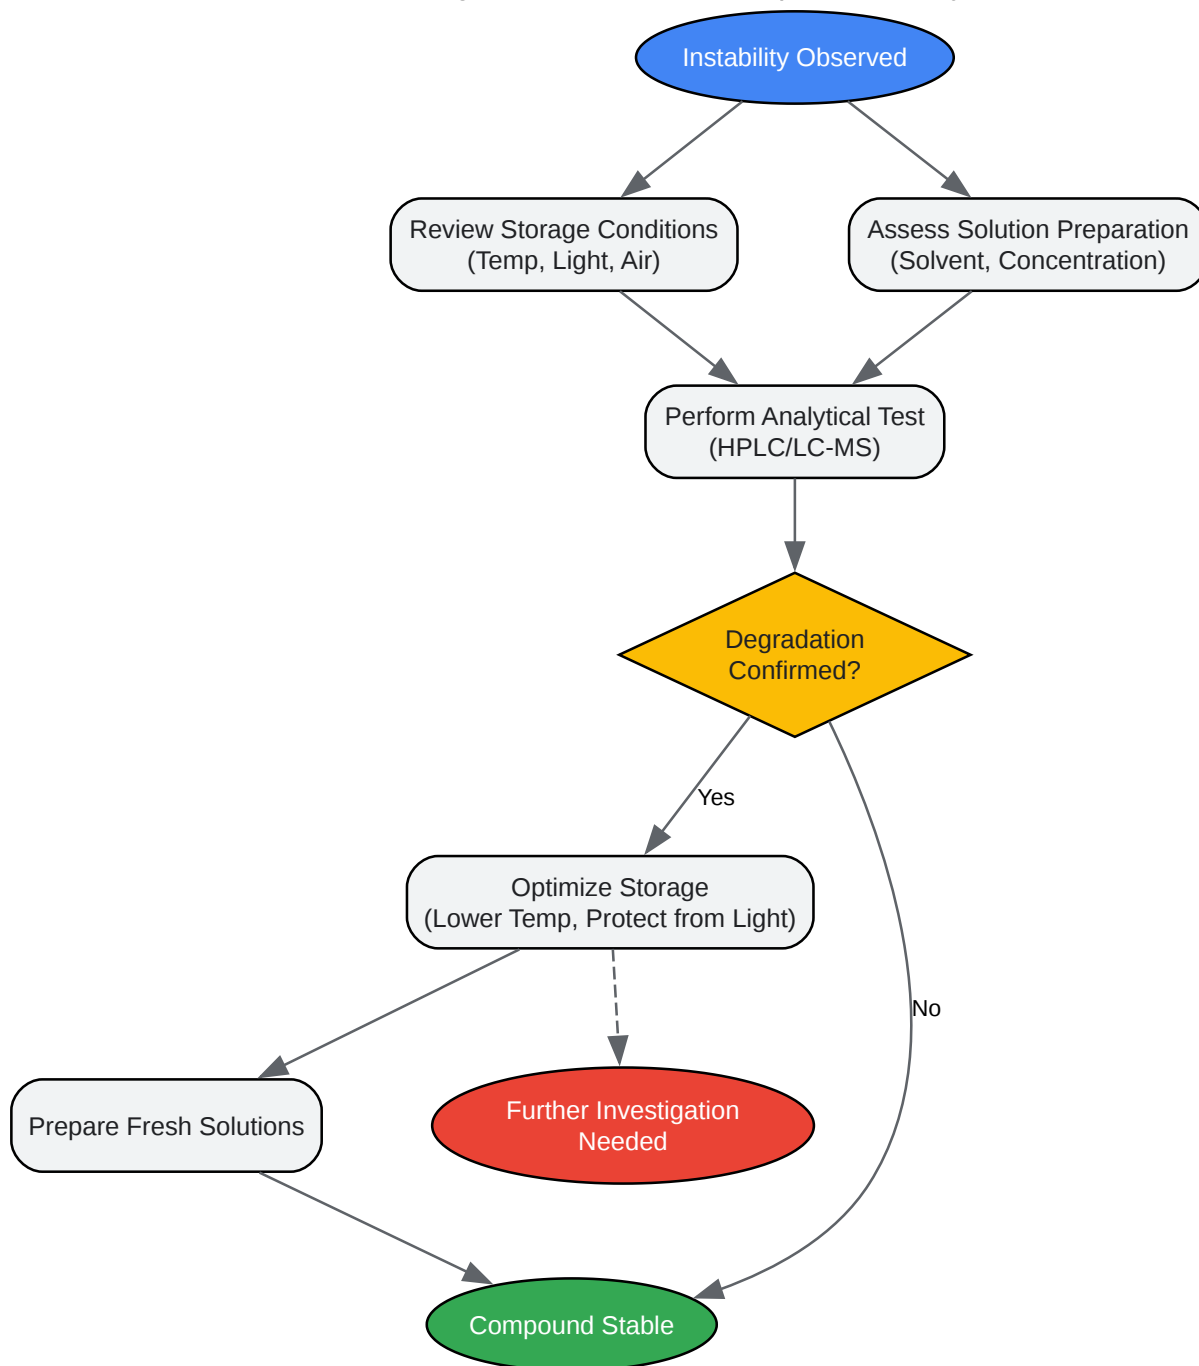 Instability Observed
Review Storage Conditions
(Temp, Light, Air)
Assess Solution Preparation
(Solvent, Concentration)
Perform Analytical Test
(HPLC/LC-MS)
Degradation
Confirmed?
Yes
Optimize Storage
(Lower Temp, Protect from Light)
No
Further Investigation
Needed
Prepare Fresh Solutions
Compound Stable